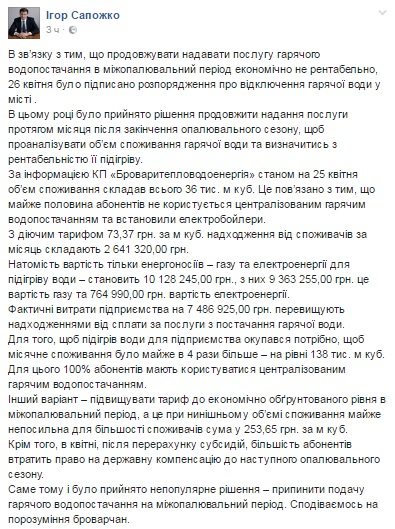 Ігор Сапожко
3 ч ·
В зв'язку з тим, що продовжувати надавати послугу гарячого
водопостачання в міжопалювальний період економічно не рентабельно,
26 квітня було підписано розпорядження про відключення гарячої води у
місті .
В цьому році було прийнято рішення продовжити надання послуги
протягом місяця після закінчення опалювального сезону, щоб
проаналізувати об'єм споживання гарячої води та визначитись з
рентабельністю її підігріву.
За інформацією КП «Броваритепловодоенергія» станом на 25 квітня
об'єм споживання складав всього 36 тис. м куб. Це пов'язано з тим, що
майже половина абонентів не користується централізованим гарячим
водопостачанням та встановили електробойлери.
З діючим тарифом 73,37 грн. за м куб. надходження від споживачів за
місяць складають 2 641 320,00 грн.
Натомість вартість тільки енергоносіїв – газу та електроенергії для
підігріву води – становить 10 128 245,00 грн., з них 9 363 255,00 грн. це
вартість газу та 764 990,00 грн. вартість електроенергії.
Фактичні витрати підприємства на 7 486 925,00 грн. перевищують
надходженнями від сплати за послуги з постачання гарячої води.
Для того, щоб підігрів води для підприємства окупався потрібно, щоб
місячне споживання було майже в 4 рази більше – на рівні 138 тис. м куб.
Для цього 100% абонентів мають користуватися централізованим
гарячим водопостачанням.
Інший варіант – підвищувати тариф до економічно обґрунтованого рівня в
міжопалювальний період, а це при нинішньому об'ємі споживання майже
непосильна для більшості споживачів сума у 253,65 грн. за м куб.
Крім того, в квітні, після перерахунку субсидій, більшість абонентів
втратить право на державну компенсацію до наступного опалювального
сезону.
Саме тому і було прийнято непопулярне рішення – припинити подачу
гарячого водопостачання на міжопалювальний період. Сподіваємось на
порозуміння броварчан.